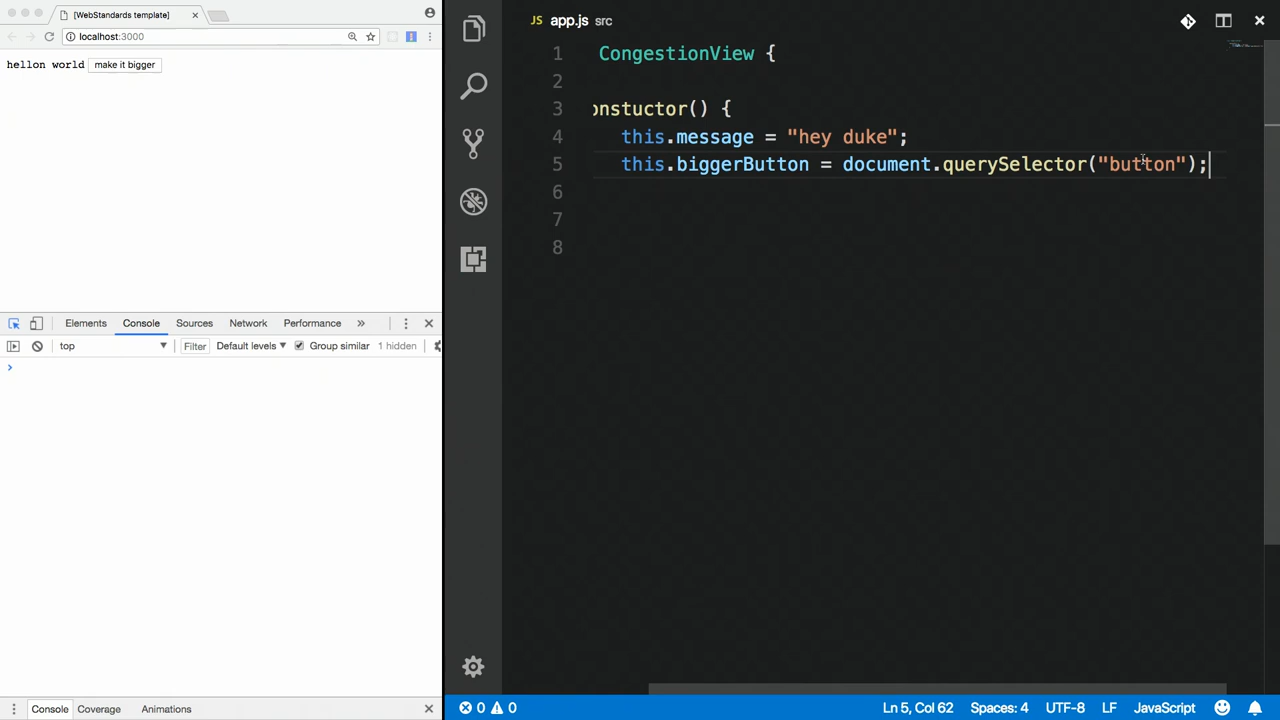 [WebStandards template]
localhost:3000
hellon world make it bigger
Elements Console Sources Network Performance »
top Filter Default levels Group similar 1 hidden
>
Console Coverage Animations
JS app.js src
1 CongestionView {
2
3 onstuctor() {
4 this.message = "hey duke";
5 this.biggerButton = document.querySelector("button");
6
7
8
0 0 Ln 5, Col 62 Spaces: 4 UTF-8 LF JavaScript